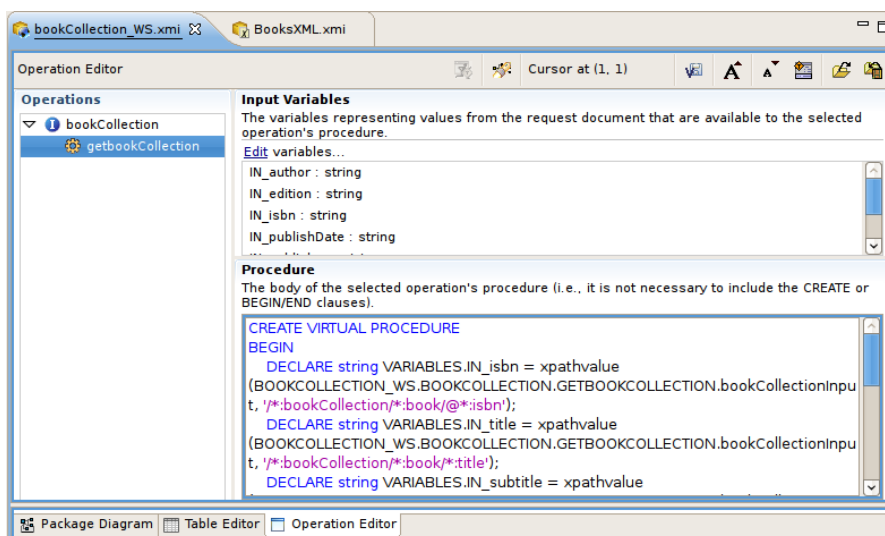 bookCollection_WS.xmi
BooksXML.xmi
Operation Editor
Cursor at (1, 1)
Operations
bookCollection
getbookCollection
Input Variables
The variables representing values from the request document that are available to the selected
operation's procedure.
Edit variables...
IN_author : string
IN_edition : string
IN_isbn : string
IN_publishDate : string
Procedure
The body of the selected operation's procedure (i.e., it is not necessary to include the CREATE or
BEGIN/END clauses).
CREATE VIRTUAL PROCEDURE
BEGIN
DECLARE string VARIABLES.IN_isbn = xpathvalue
(BOOKCOLLECTION_WS.BOOKCOLLECTION.GETBOOKCOLLECTION.bookCollectionInpu
t, '/*:bookCollection/*:book/@*:isbn');
DECLARE string VARIABLES.IN_title = xpathvalue
(BOOKCOLLECTION_WS.BOOKCOLLECTION.GETBOOKCOLLECTION.bookCollectionInpu
t, '/*:bookCollection/*:book/*:title');
DECLARE string VARIABLES.IN_subtitle = xpathvalue
Package Diagram
Table Editor
Operation Editor